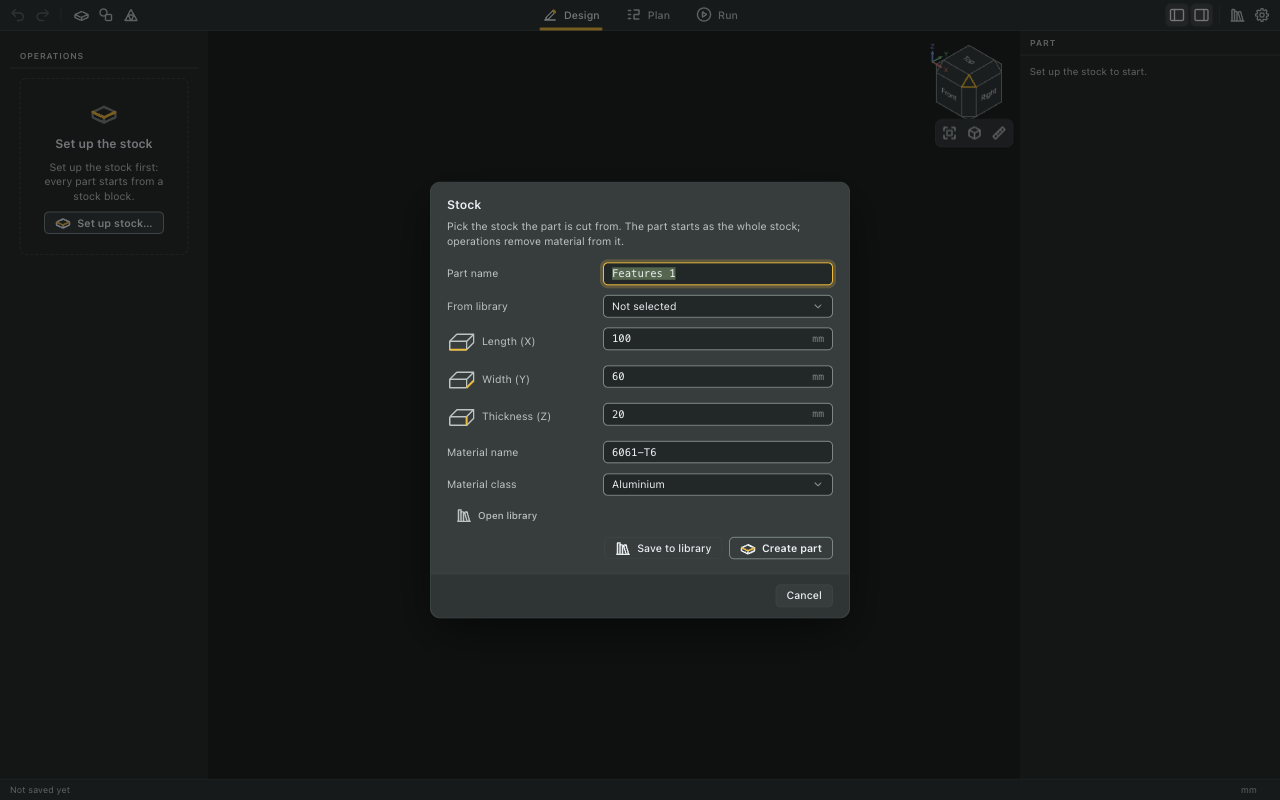 Design
Plan
Run
OPERATIONS
Set up the stock
Set up the stock first:
every part starts from a
stock block.
Set up stock...
Z
Y
X
Top
Front
Right
PART
Set up the stock to start.
Stock
Pick the stock the part is cut from. The part starts as the whole stock;
operations remove material from it.
Part name
Features 1
From library
Not selected
Length (X)
100 mm
Width (Y)
60 mm
Thickness (Z)
20 mm
Material name
6061-T6
Material class
Aluminium
Open library
Save to library
Create part
Cancel
Not saved yet
mm